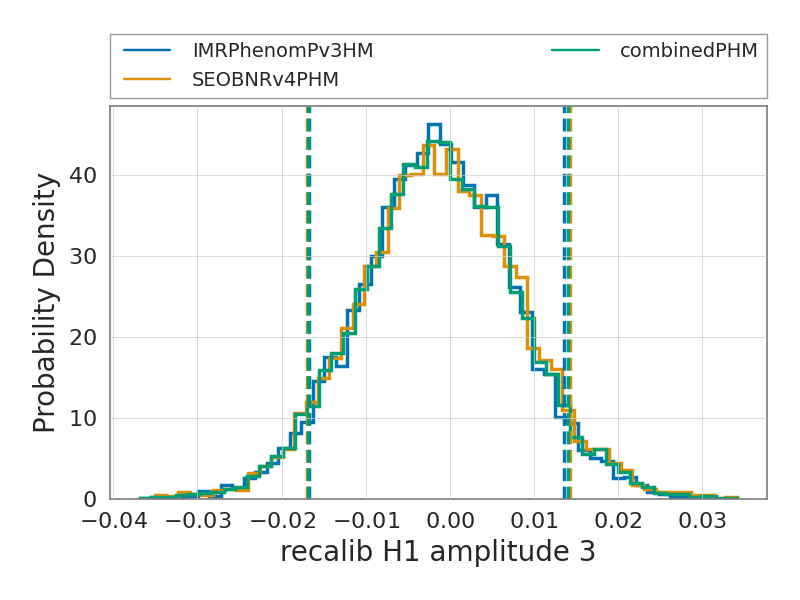 IMRPhenomPv3HM
SEOBNRv4PHM
combinedPHM
Probability Density
40
30
20
10
0
−0.04 −0.03 −0.02 −0.01 0.00 0.01 0.02 0.03
recalib H1 amplitude 3